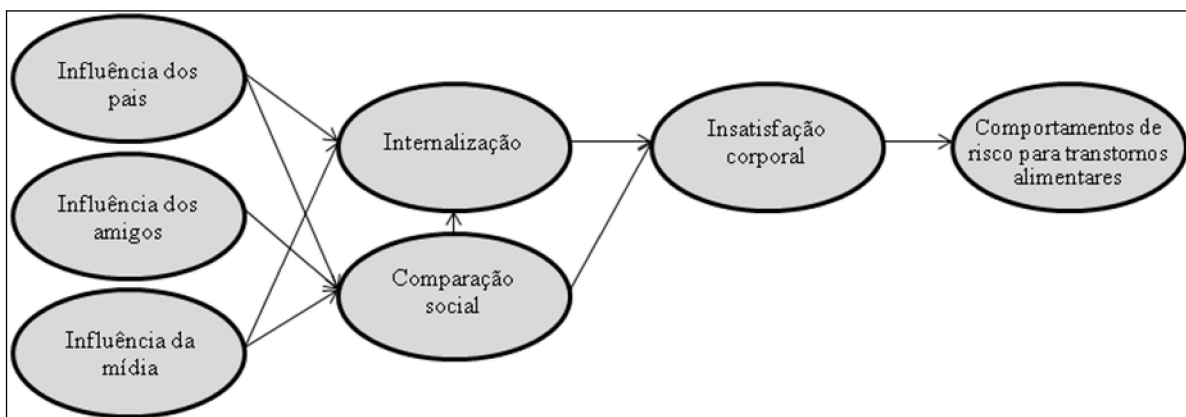 Influência dos
pais
Influência dos
amigos
Influência da
mídia
Internalização
Comparação
social
Insatisfação
corporal
Comportamentos de
risco para transtornos
alimentares